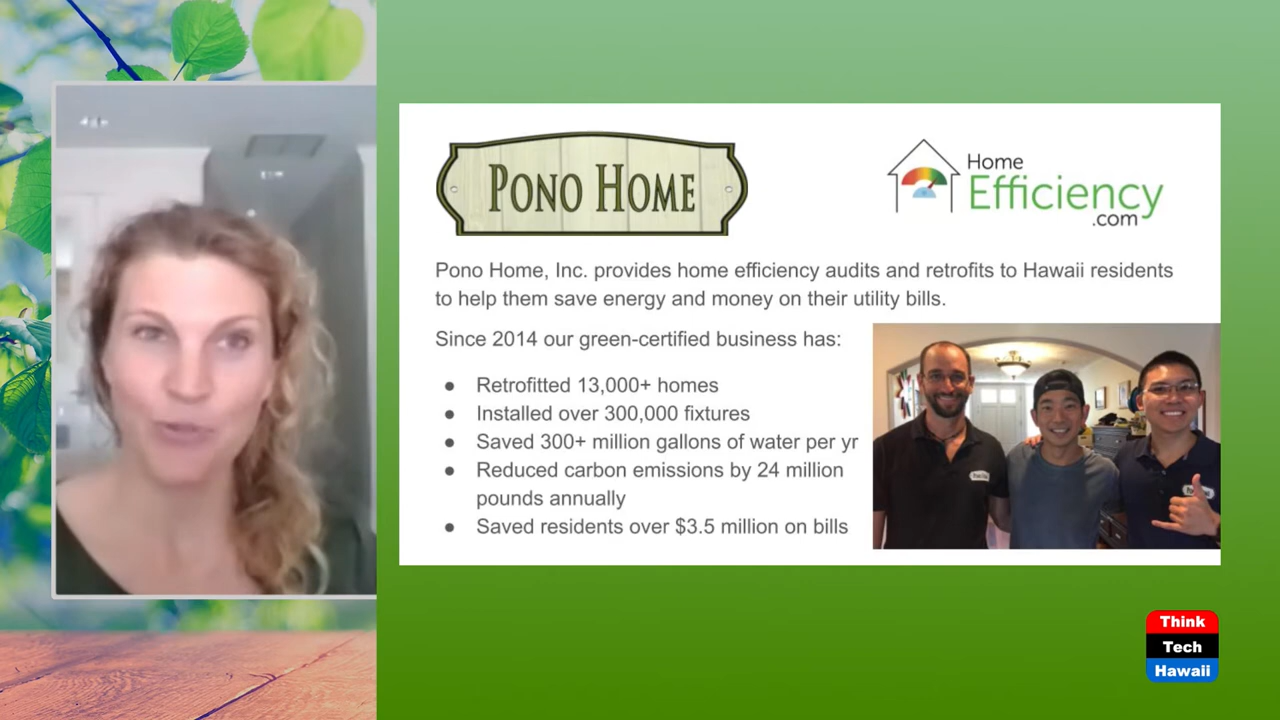 PONO HOME
Home
Efficiency
.com
Pono Home, Inc. provides home efficiency audits and retrofits to Hawaii residents
to help them save energy and money on their utility bills.
Since 2014 our green-certified business has:
● Retrofitted 13,000+ homes
● Installed over 300,000 fixtures
● Saved 300+ million gallons of water per yr
● Reduced carbon emissions by 24 million
pounds annually
● Saved residents over $3.5 million on bills
Think
Tech
Hawaii